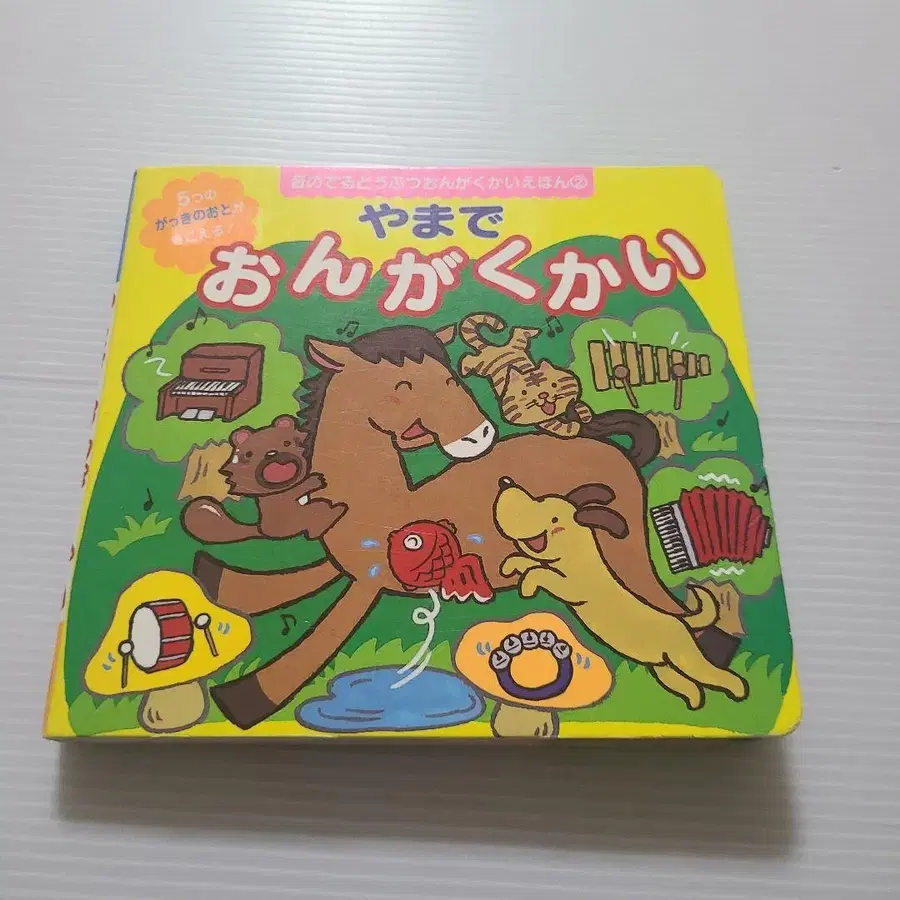 音のでるどうぶつおんがくかいえほん②
5つの
がっきのおとが
きこえる!
やまで
おんがくかい